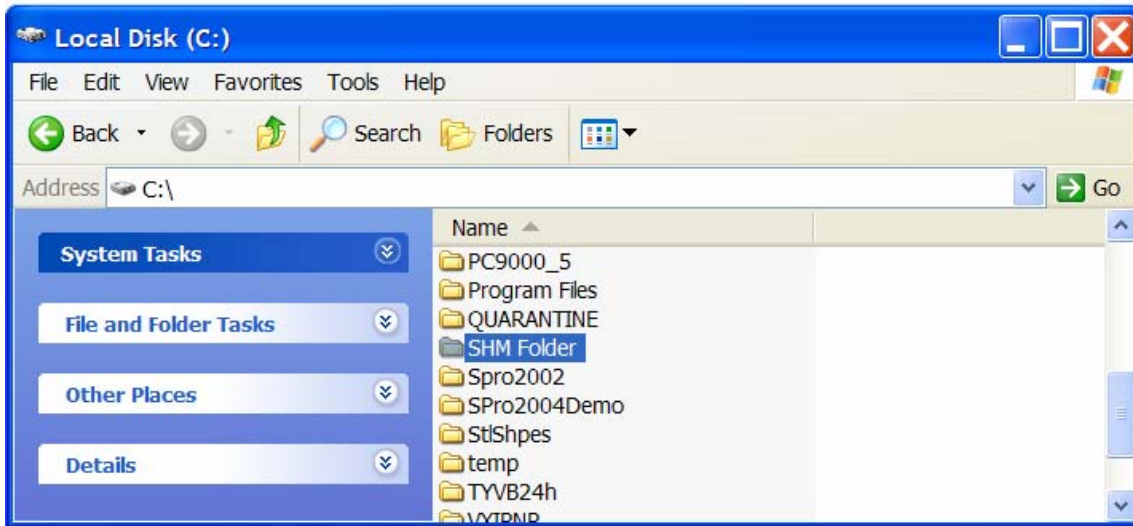 Local Disk (C:)
File Edit View Favorites Tools Help
Back Search Folders
Address C:\ Go
Name
System Tasks
File and Folder Tasks
Other Places
Details
PC9000_5
Program Files
QUARANTINE
SHM Folder
Spro2002
SPro2004Demo
StlShpes
temp
TYVB24h